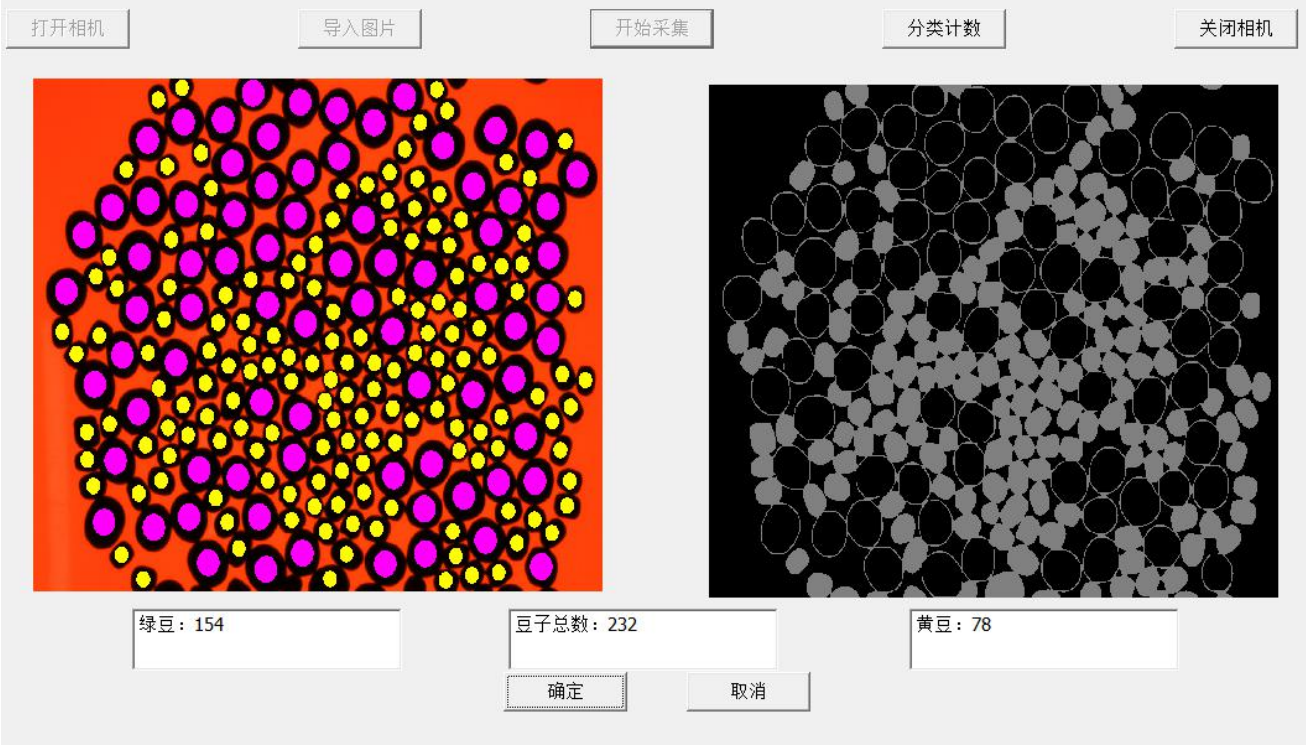 打开相机
导入图片
开始采集
分类计数
关闭相机
绿豆：154
豆子总数：232
黄豆：78
确定
取消